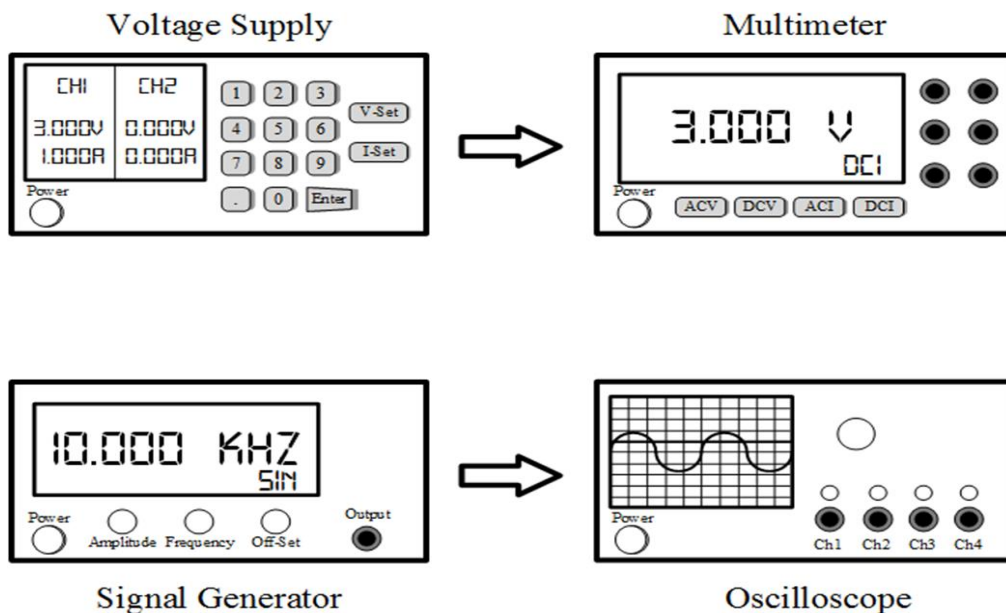 Voltage Supply
CH1 CH2
3.000V 0.000V
1.000A 0.000A
1 2 3
V-Set
4 5 6
I-Set
7 8 9
. 0 Enter
Power
Multimeter
3.000 V
DCI
Power
ACV DCV ACI DCI
10.000 KHZ
SIN
Power
Amplitude Frequency Off-Set
Output
Signal Generator
Power
Ch1 Ch2 Ch3 Ch4
Oscilloscope